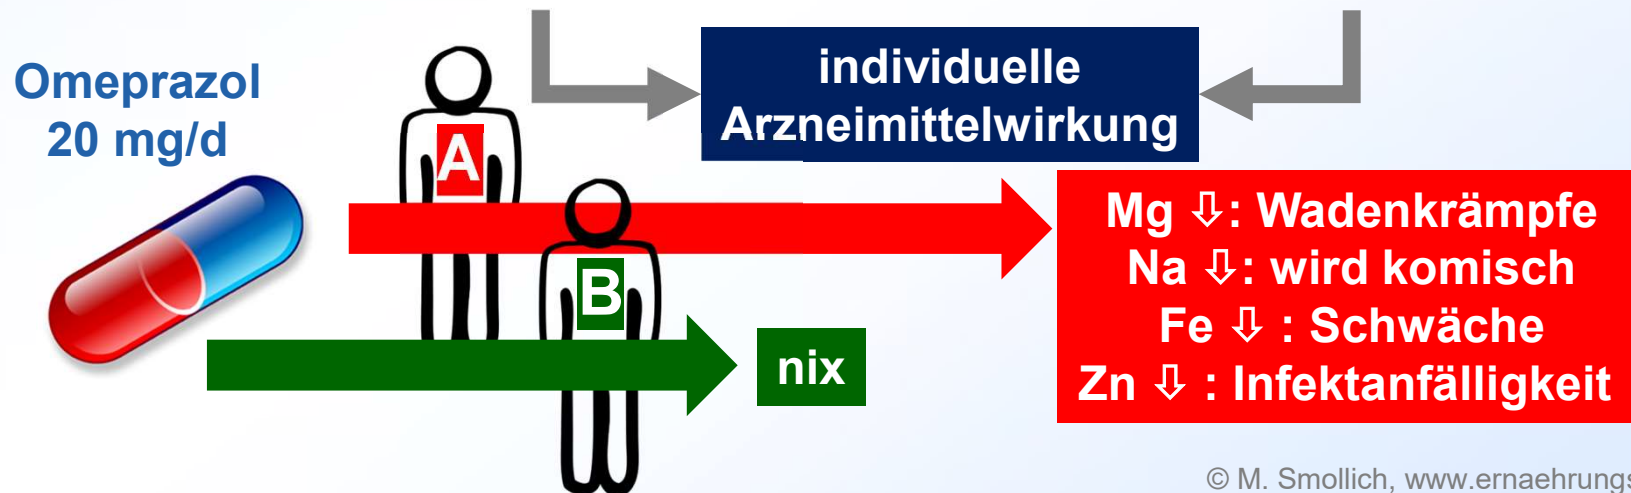 Omeprazol
20 mg/d
individuelle
Arzneimittelwirkung
A
B
nix
Mg ⇩: Wadenkrämpfe
Na ⇩: wird komisch
Fe ⇩ : Schwäche
Zn ⇩ : Infektanfälligkeit
© M. Smollich, www.ernaehrungs